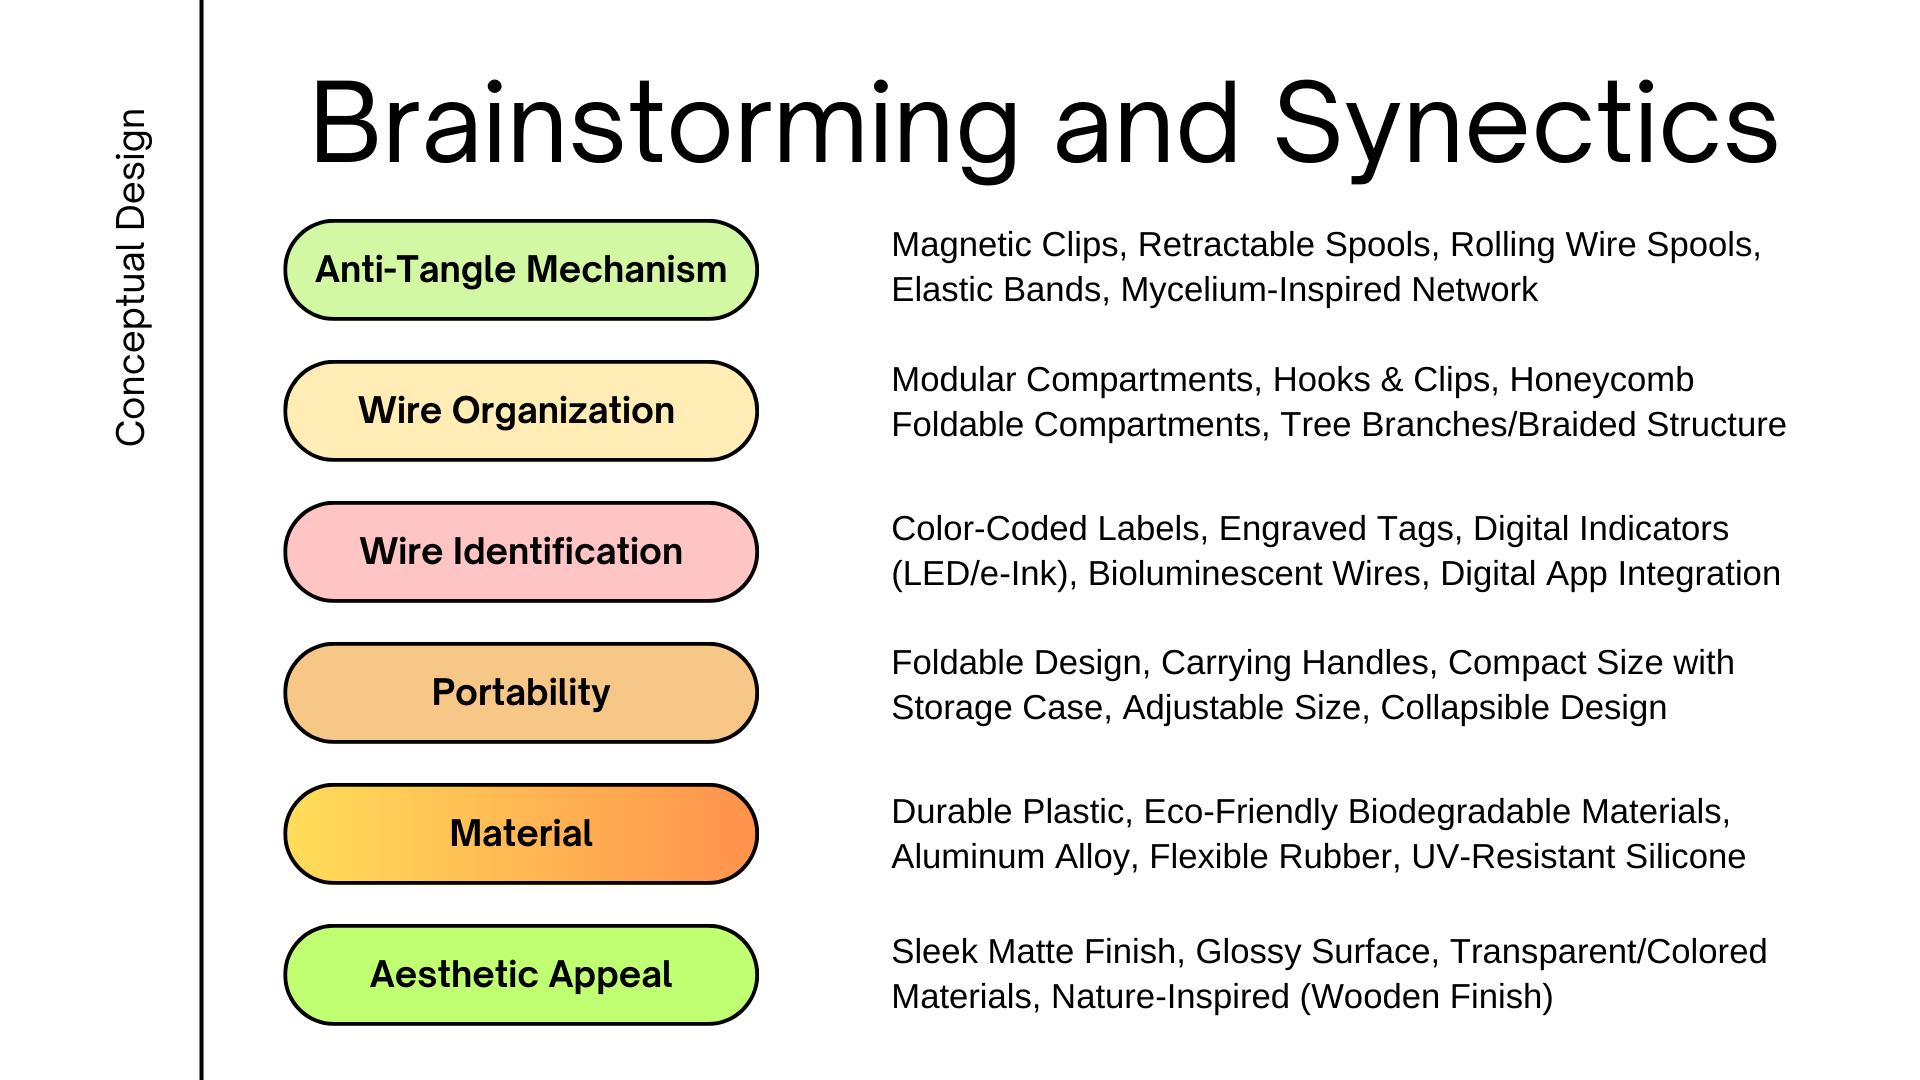 Conceptual Design
Brainstorming and Synectics
Anti-Tangle Mechanism
Magnetic Clips, Retractable Spools, Rolling Wire Spools,
Elastic Bands, Mycelium-Inspired Network
Wire Organization
Modular Compartments, Hooks & Clips, Honeycomb
Foldable Compartments, Tree Branches/Braided Structure
Wire Identification
Color-Coded Labels, Engraved Tags, Digital Indicators
(LED/e-Ink), Bioluminescent Wires, Digital App Integration
Portability
Foldable Design, Carrying Handles, Compact Size with
Storage Case, Adjustable Size, Collapsible Design
Material
Durable Plastic, Eco-Friendly Biodegradable Materials,
Aluminum Alloy, Flexible Rubber, UV-Resistant Silicone
Aesthetic Appeal
Sleek Matte Finish, Glossy Surface, Transparent/Colored
Materials, Nature-Inspired (Wooden Finish)